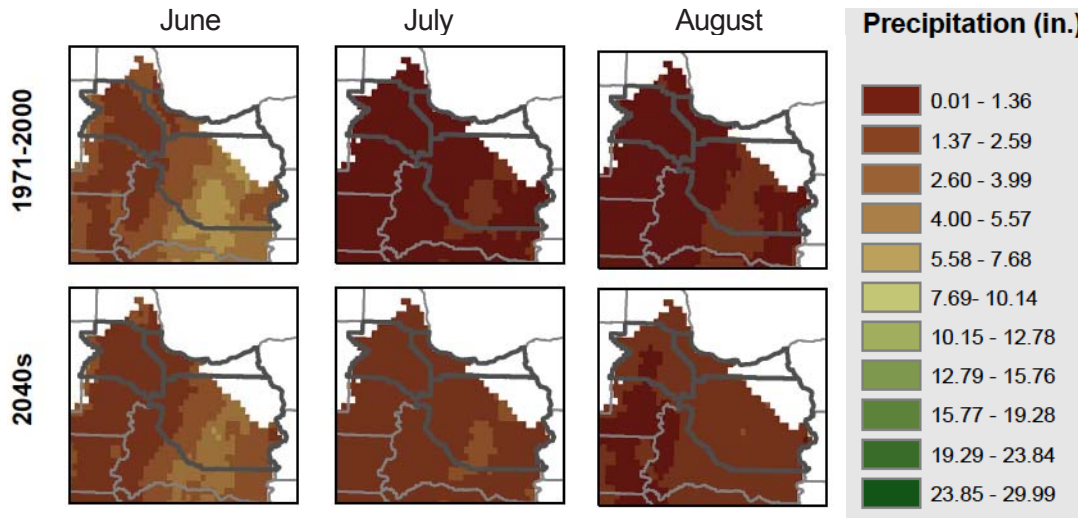 June July August
Precipitation (in.)
1971-2000
2040s
0.01 - 1.36
1.37 - 2.59
2.60 - 3.99
4.00 - 5.57
5.58 - 7.68
7.69- 10.14
10.15 - 12.78
12.79 - 15.76
15.77 - 19.28
19.29 - 23.84
23.85 - 29.99